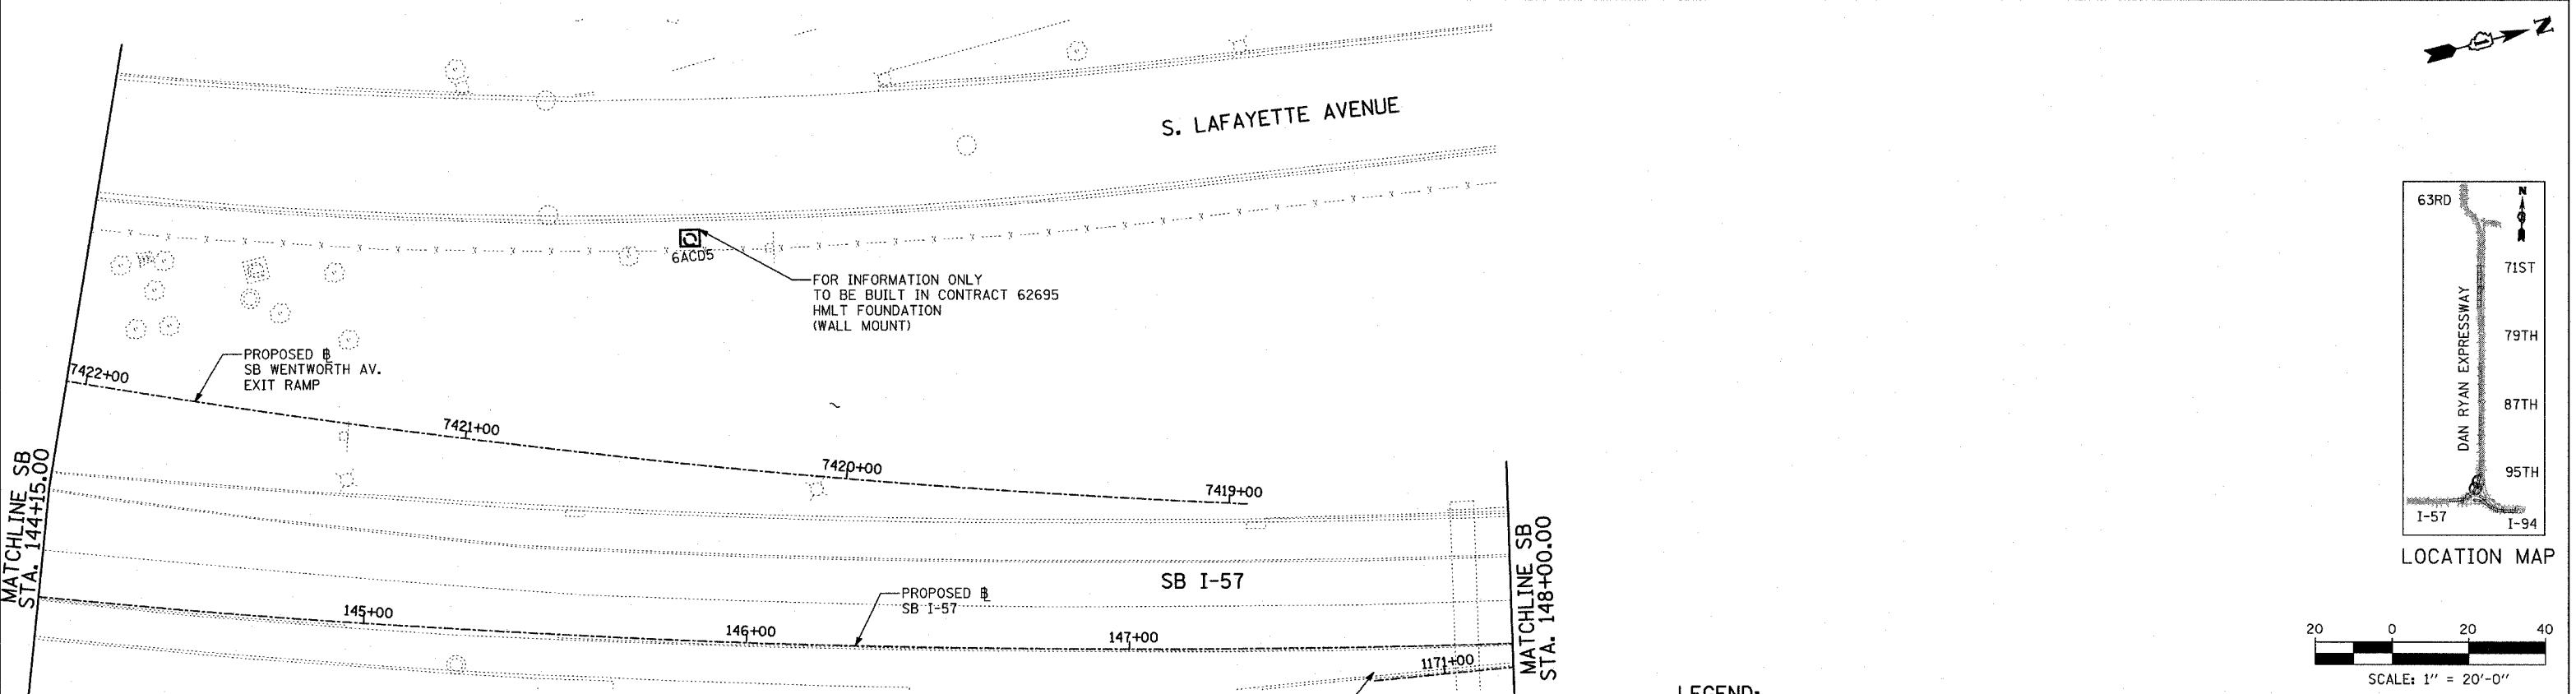 S. LAFAYETTE AVENUE
N
6ACD5
FOR INFORMATION ONLY
TO BE BUILT IN CONTRACT 62695
HMLT FOUNDATION
(WALL MOUNT)
PROPOSED ℄
SB WENTWORTH AV.
EXIT RAMP
7422+00
7421+00
7420+00
7419+00
MATCHLINE SB
STA. 144+15.00
SB I-57
PROPOSED ℄
SB I-57
145+00
146+00
147+00
1171+00
MATCHLINE SB
STA. 148+00.00
63RD
N
71ST
79TH
DAN RYAN EXPRESSWAY
87TH
95TH
I-57
I-94
LOCATION MAP
20 0 20 40
SCALE: 1" = 20'-0"
LEGEND: